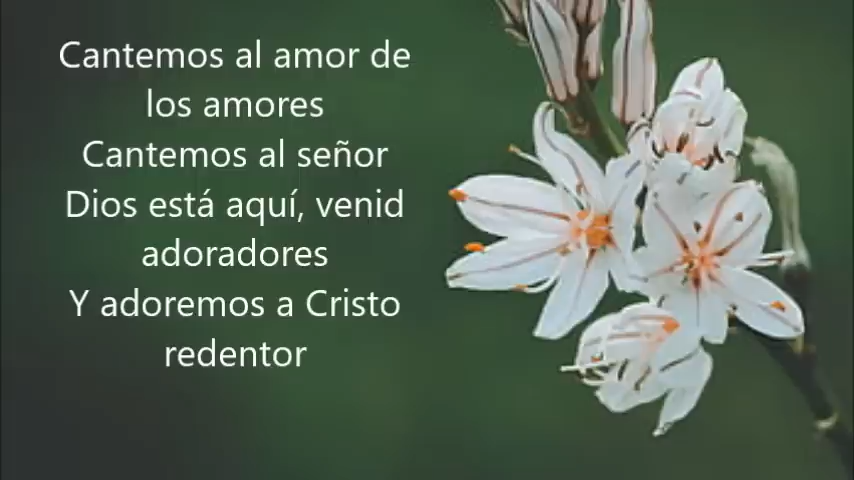 Cantemos al amor de
los amores
Cantemos al señor
Dios está aquí, venid
adoradores
Y adoremos a Cristo
redentor